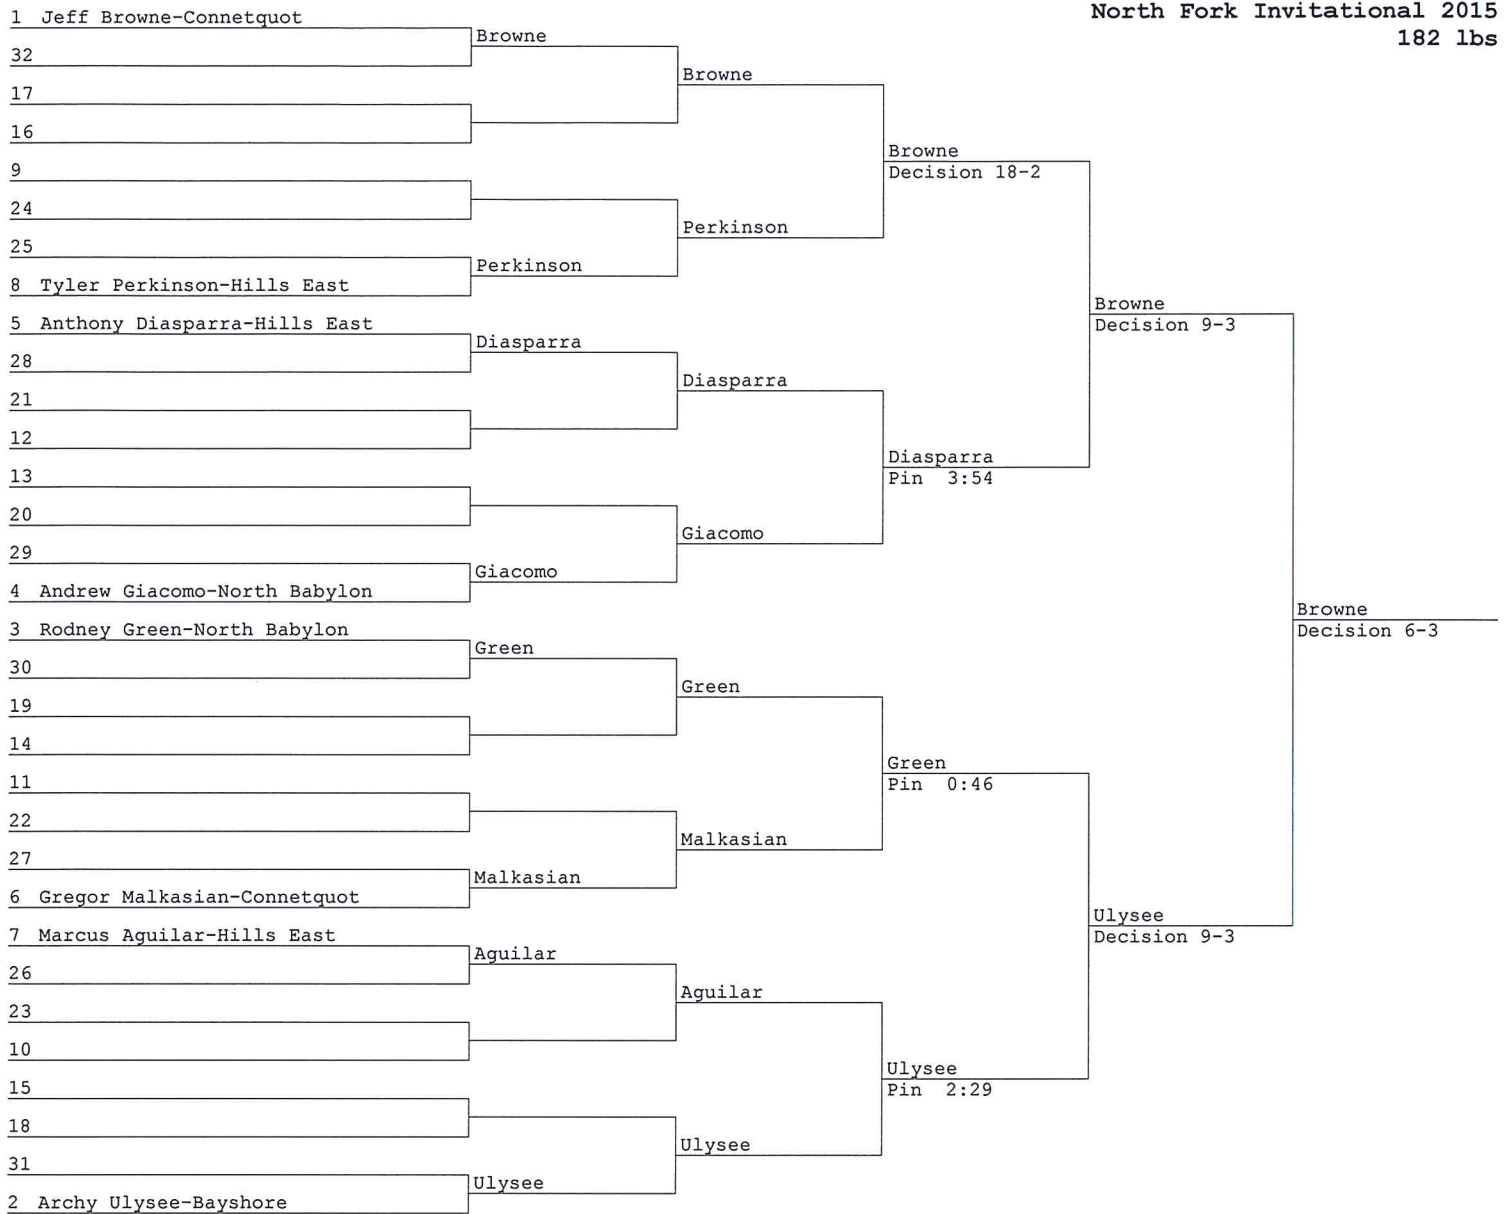 North Fork Invitational 2015
182 lbs
1 Jeff Browne-Connetquot
32
17
16
9
24
25
8 Tyler Perkinson-Hills East
5 Anthony Diasparra-Hills East
28
21
12
13
20
29
4 Andrew Giacomo-North Babylon
3 Rodney Green-North Babylon
30
19
14
11
22
27
6 Gregor Malkasian-Connetquot
7 Marcus Aguilar-Hills East
26
23
10
15
18
31
2 Archy Ulysee-Bayshore
Browne
Perkinson
Diasparra
Giacomo
Green
Malkasian
Aguilar
Ulysee
Browne
Perkinson
Diasparra
Giacomo
Green
Malkasian
Aguilar
Ulysee
Browne
Decision 18-2
Diasparra
Pin 3:54
Green
Pin 0:46
Ulysee
Pin 2:29
Browne
Decision 9-3
Ulysee
Decision 9-3
Browne
Decision 6-3